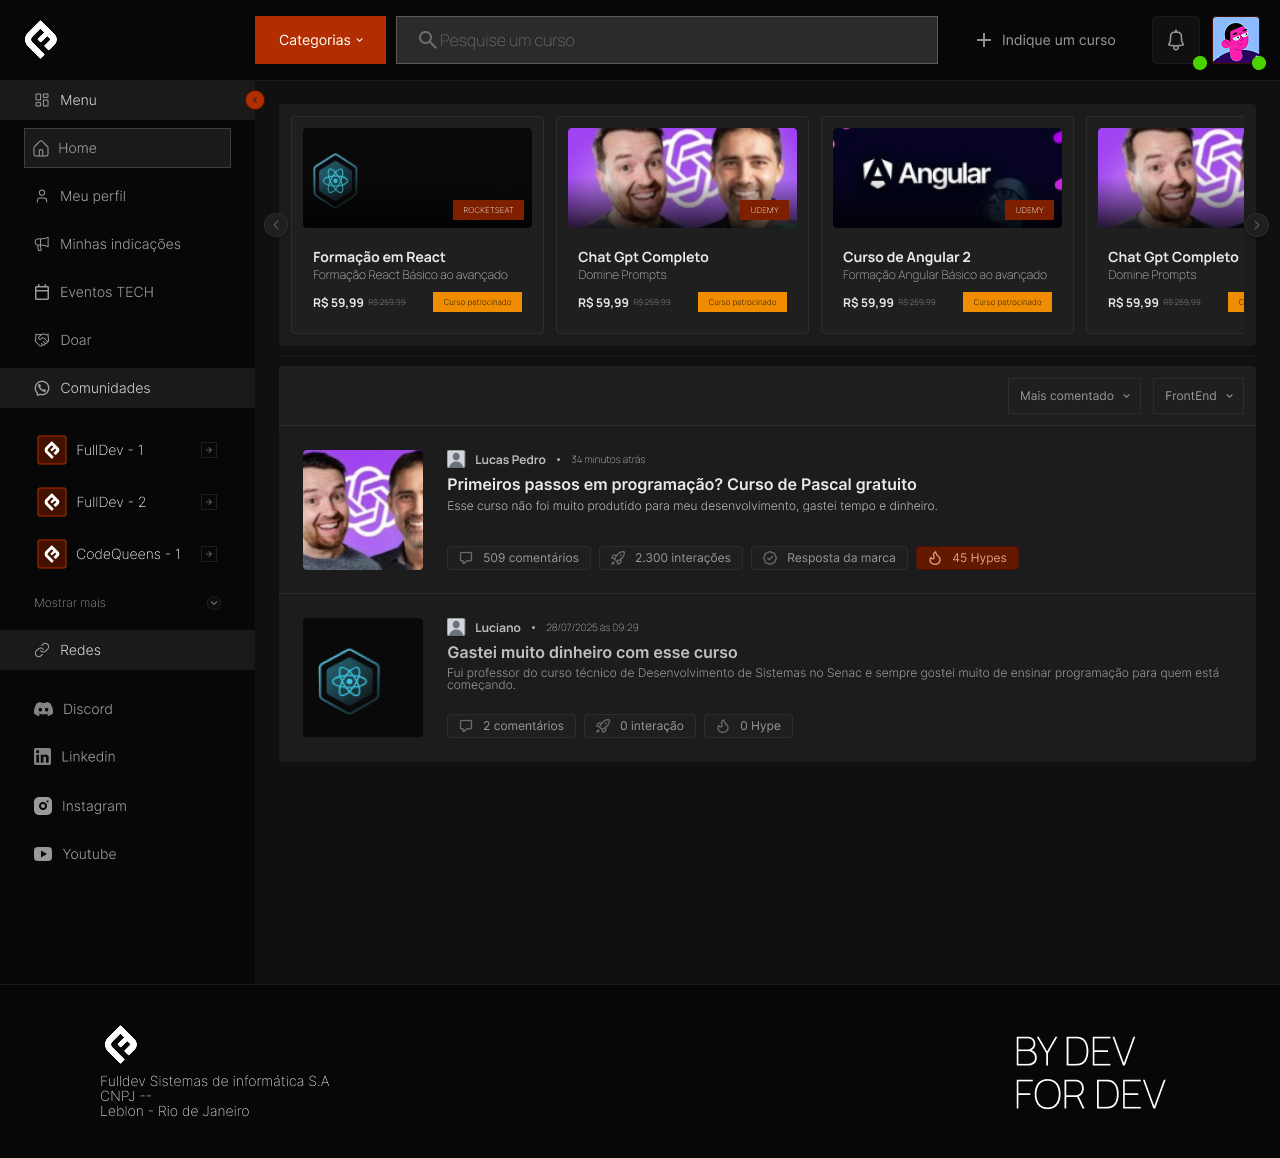 Categorias
Pesquise um curso
Indique um curso
Menu
Home
Meu perfil
Minhas indicações
Eventos TECH
Doar
Comunidades
FullDev - 1
FullDev - 2
CodeQueens - 1
Mostrar mais
Redes
Discord
Linkedin
Instagram
Youtube
ROCKETSEAT
Formação em React
Formação React Básico ao avançado
R$ 59,99 R$ 259,99
Curso patrocinado
UDEMY
Chat Gpt Completo
Domine Prompts
R$ 59,99 R$ 259,99
Curso patrocinado
Angular
UDEMY
Curso de Angular 2
Formação Angular Básico ao avançado
R$ 59,99 R$ 259,99
Curso patrocinado
Chat Gpt Completo
Domine Prompts
R$ 59,99 R$ 259,99
C
Mais comentado
FrontEnd
Lucas Pedro • 34 minutos atrás
Primeiros passos em programação? Curso de Pascal gratuito
Esse curso não foi muito produtido para meu desenvolvimento, gastei tempo e dinheiro.
509 comentários
2.300 interações
Resposta da marca
45 Hypes
Luciano • 28/07/2025 às 09:29
Gastei muito dinheiro com esse curso
Fui professor do curso técnico de Desenvolvimento de Sistemas no Senac e sempre gostei muito de ensinar programação para quem está
começando.
2 comentários
0 interação
0 Hype
Fulldev Sistemas de informática S.A
CNPJ --
Leblon - Rio de Janeiro
BY DEV
FOR DEV